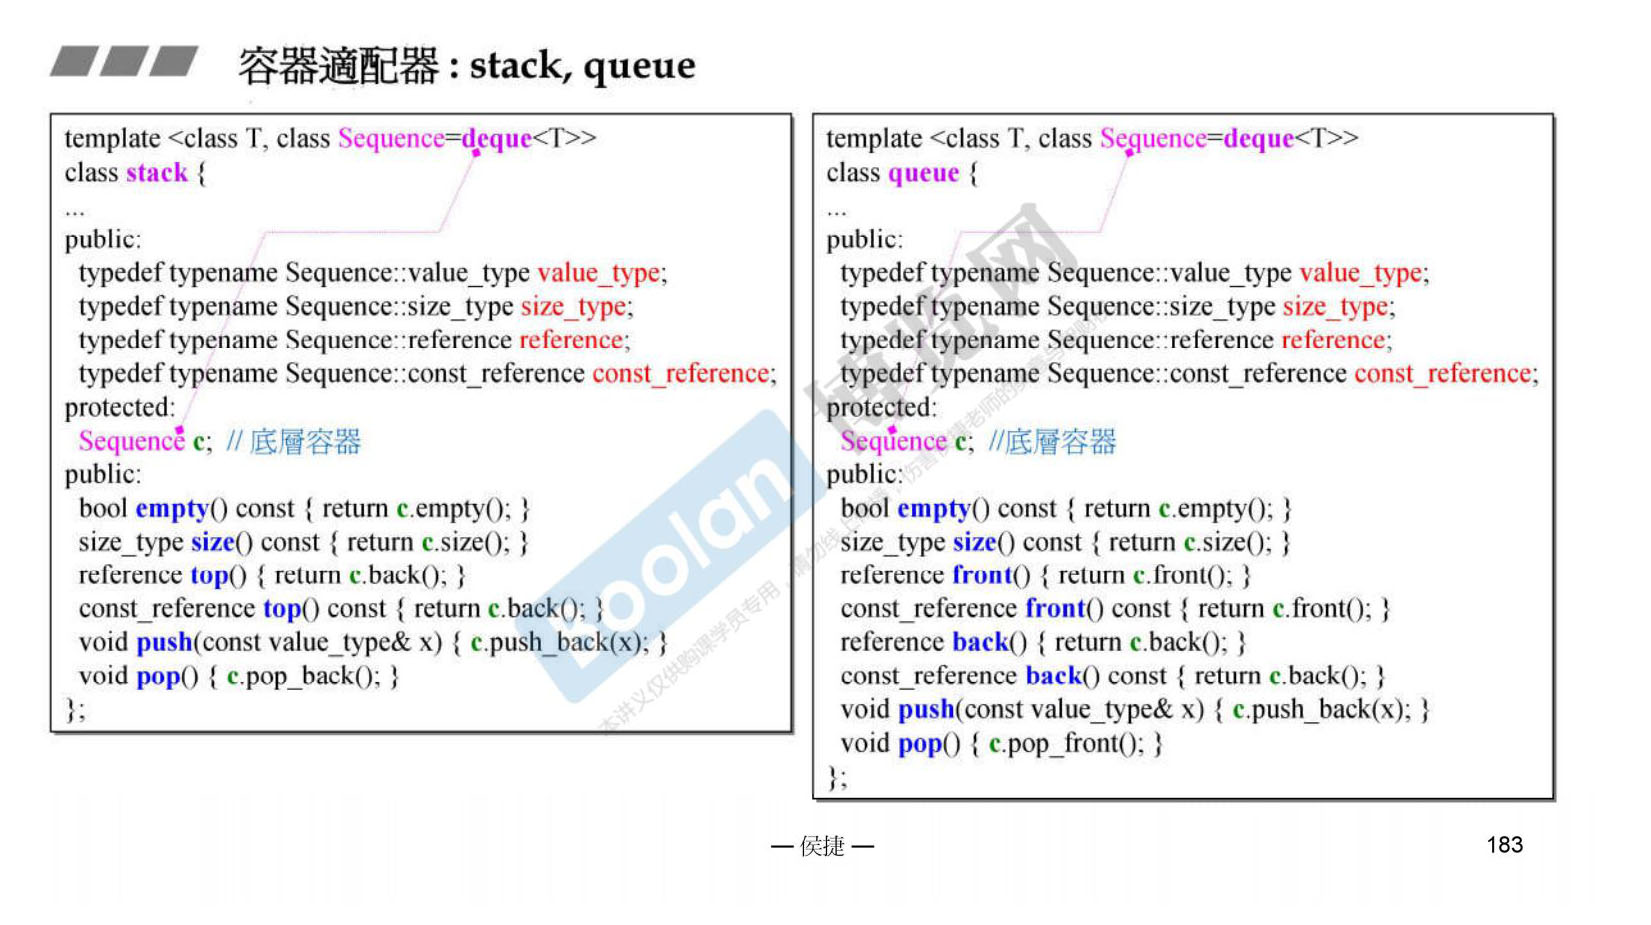 容器適配器 : stack, queue
template <class T, class Sequence=deque<T>>
class stack {
...
public:
typedef typename Sequence::value_type value_type;
typedef typename Sequence::size_type size_type;
typedef typename Sequence::reference reference;
typedef typename Sequence::const_reference const_reference;
protected:
Sequence c; // 底層容器
public:
bool empty() const { return c.empty(); }
size_type size() const { return c.size(); }
reference top() { return c.back(); }
const_reference top() const { return c.back(); }
void push(const value_type& x) { c.push_back(x); }
void pop() { c.pop_back(); }
};
template <class T, class Sequence=deque<T>>
class queue {
...
public:
typedef typename Sequence::value_type value_type;
typedef typename Sequence::size_type size_type;
typedef typename Sequence::reference reference;
typedef typename Sequence::const_reference const_reference;
protected:
Sequence c; //底層容器
public:
bool empty() const { return c.empty(); }
size_type size() const { return c.size(); }
reference front() { return c.front(); }
const_reference front() const { return c.front(); }
reference back() { return c.back(); }
const_reference back() const { return c.back(); }
void push(const value_type& x) { c.push_back(x); }
void pop() { c.pop_front(); }
};
Boolan 博览网
本讲义仅供购课学员专用，请勿线上
— 侯捷 —
183